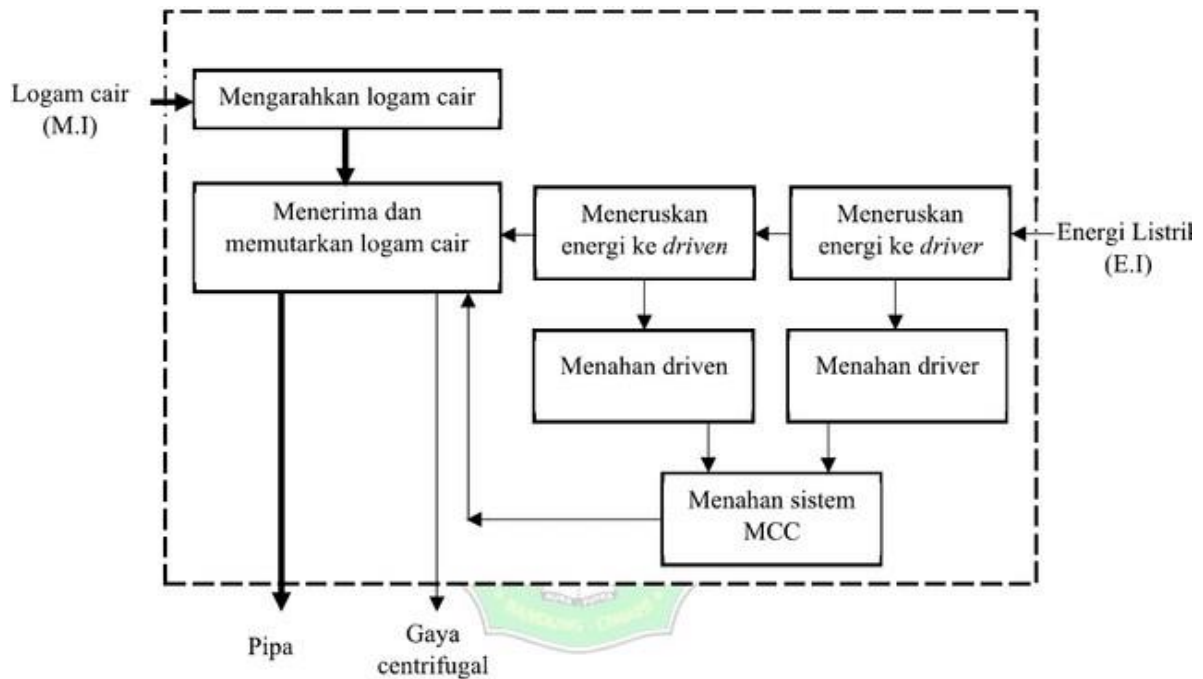 Logam cair
(M.I)
Mengarahkan logam cair
Menerima dan
memutarkan logam cair
Meneruskan
energi ke driven
Meneruskan
energi ke driver
Energi Listrik
(E.I)
Menahan driven
Menahan driver
Menahan sistem
MCC
Pipa
Gaya
centrifugal